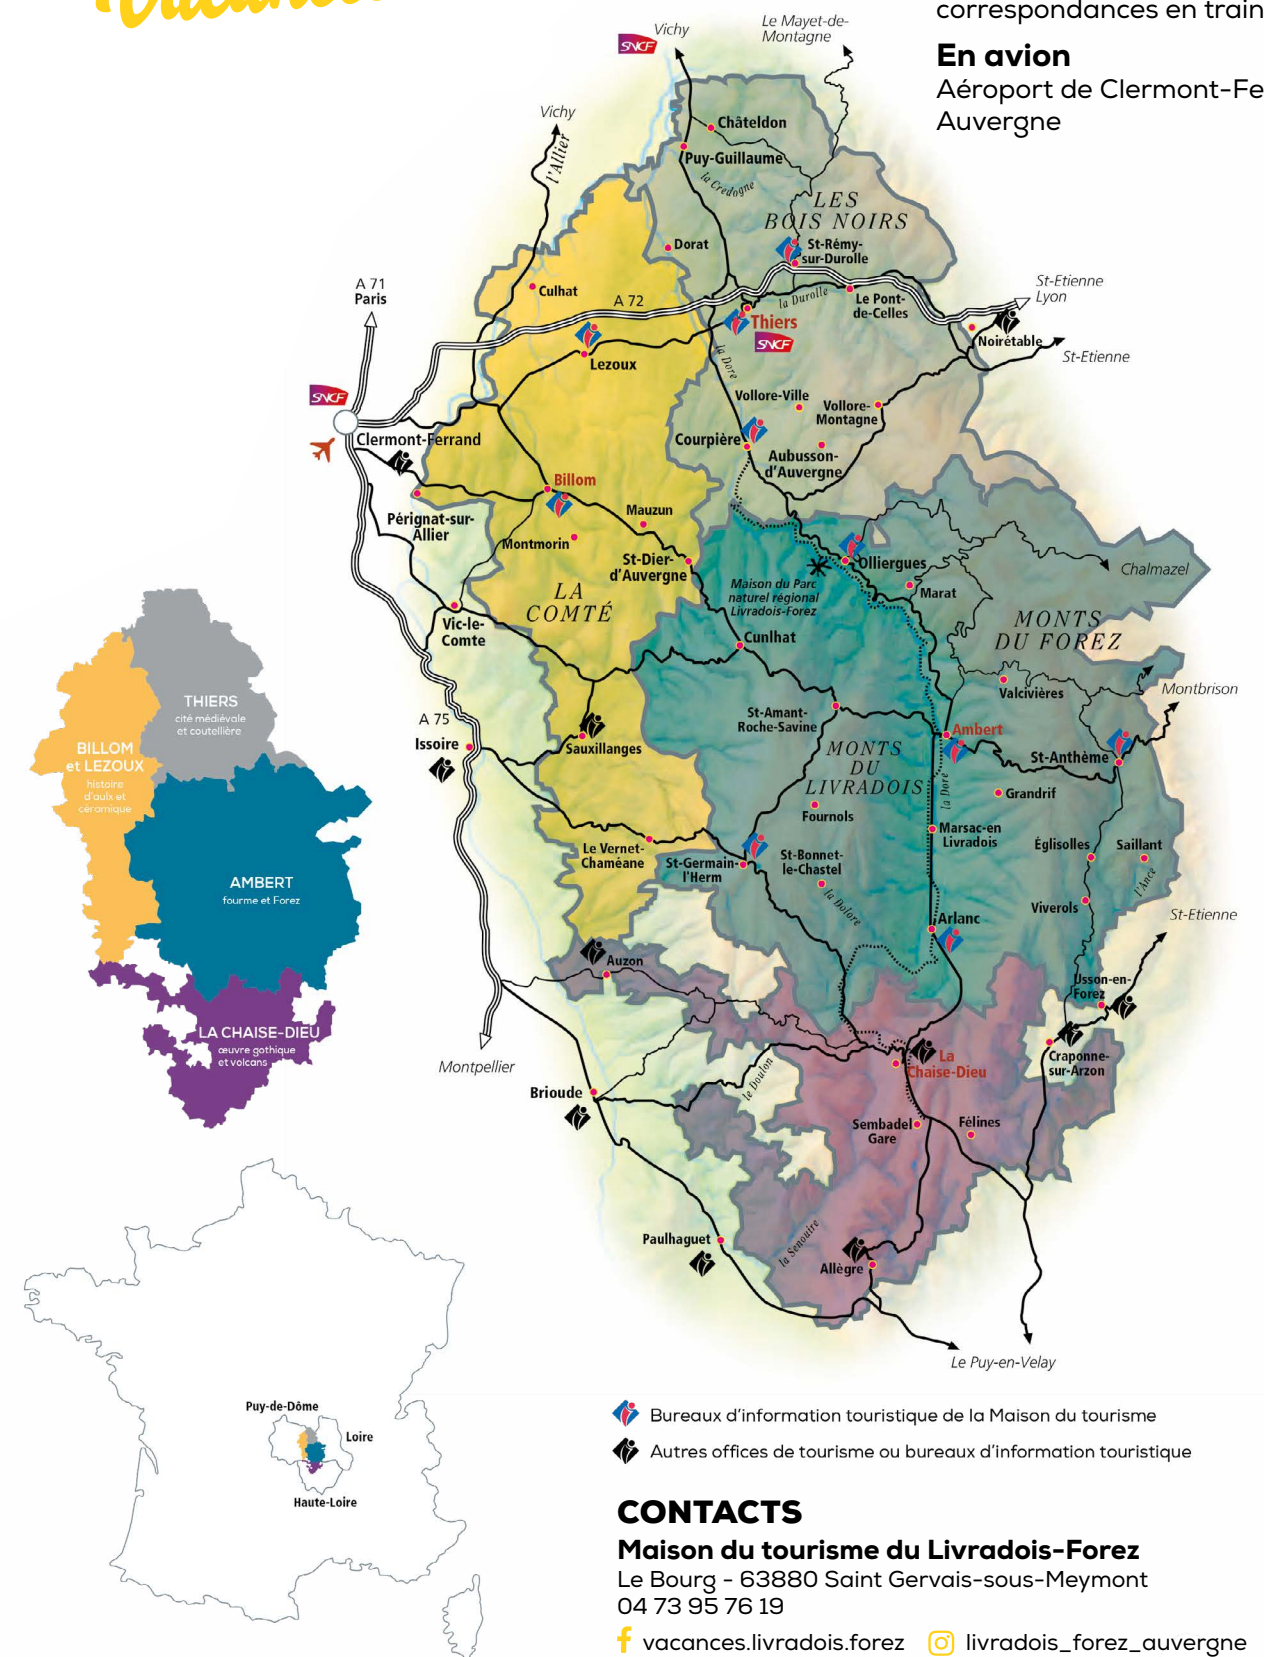 Vacances
correspondances en train
En avion
Aéroport de Clermont-Fe
Auvergne
SNCF
Vichy
Le Mayet-de-
Montagne
Vichy
l'Allier
Châteldon
Puy-Guillaume
la Credogne
LES
BOIS NOIRS
Dorat
St-Rémy-
sur-Durolle
A 71
Paris
Culhat
A 72
la Durolle
Le Pont-
de-Celles
St-Etienne
Lyon
Thiers
SNCF
Noirétable
St-Etienne
Lezoux
la Dore
SNCF
Vollore-Ville
Vollore-
Montagne
Clermont-Ferrand
Courpière
Aubusson-
d'Auvergne
Billom
Pérignat-sur-
Allier
Mauzun
Montmorin
St-Dier-
d'Auvergne
Olliergues
Chalmazel
LA
COMTÉ
Maison du Parc
naturel régional
Livradois-Forez
Marat
MONTS
DU FOREZ
Vic-le-
Comte
Cunlhat
Valcivières
Montbrison
A 75
Issoire
Sauxillanges
St-Amant-
Roche-Savine
Ambert
St-Anthème
MONTS
DU
LIVRADOIS
la Dore
Grandrif
Fournols
Marsac-en
Livradois
Le Vernet-
Chaméane
St-Germain-
l'Herm
St-Bonnet-
le-Chastel
Églisolles
Saillant
l'Ance
la Dolore
Viverols
Arlanc
St-Etienne
Auzon
Usson-en-
Forez
Montpellier
Craponne-
sur-Arzon
La
Chaise-Dieu
le Doulon
Brioude
Sembadel
Gare
Félines
Paulhaguet
la Senouire
Allègre
Le Puy-en-Velay
THIERS
cité médiévale
et coutellière
BILLOM
et LEZOUX
histoire
d'aulx et
céramique
AMBERT
fourme et Forez
LA CHAISE-DIEU
œuvre gothique
et volcans
Puy-de-Dôme
Loire
Haute-Loire
Bureaux d'information touristique de la Maison du tourisme
Autres offices de tourisme ou bureaux d'information touristique
CONTACTS
Maison du tourisme du Livradois-Forez
Le Bourg - 63880 Saint Gervais-sous-Meymont
04 73 95 76 19
vacances.livradois.forez livradois_forez_auvergne